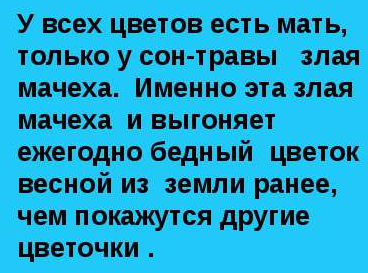 У всех цветов есть мать,
только у сон-травы   злая
мачеха.  Именно эта злая
мачеха  и выгоняет
ежегодно бедный  цветок
весной из  земли ранее,
чем покажутся другие
цветочки .